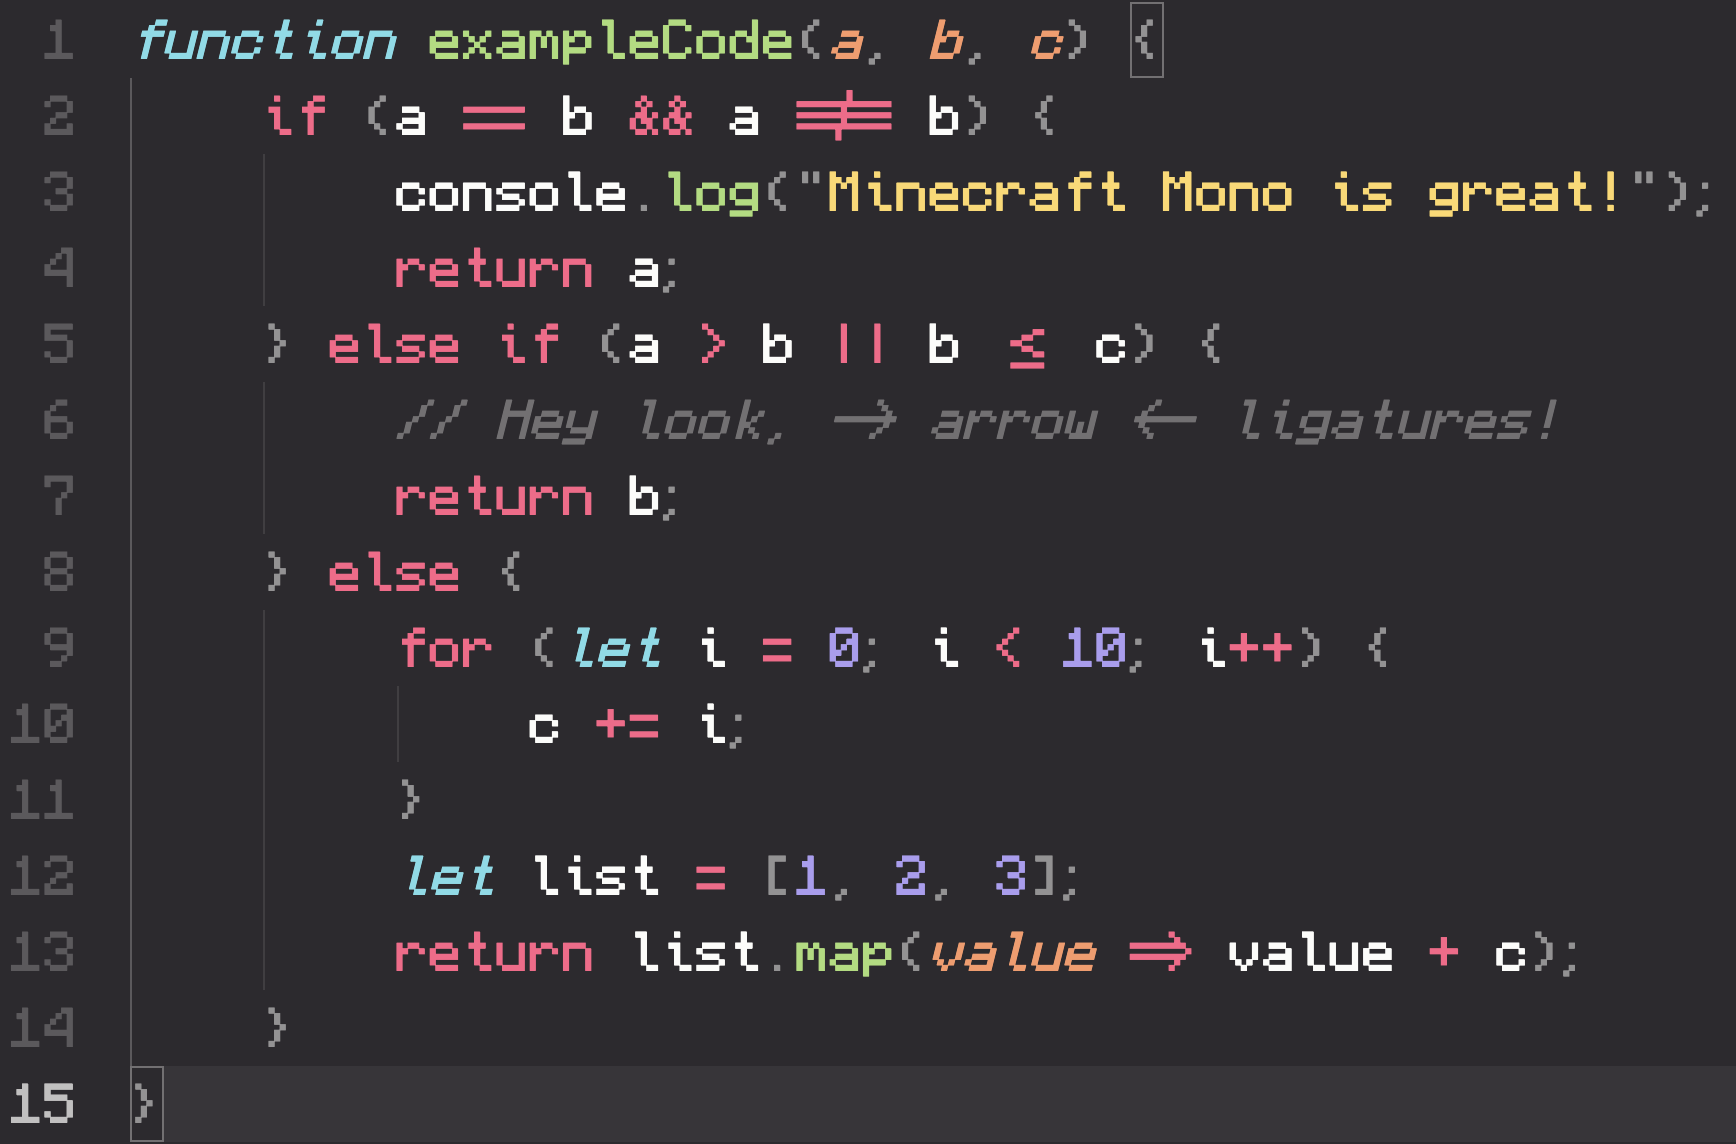 1 function exampleCode(a, b, c) {
2 if (a == b && a !== b) {
3 console.log("Minecraft Mono is great!");
4 return a;
5 } else if (a > b || b <= c) {
6 // Hey look, -> arrow <- ligatures!
7 return b;
8 } else {
9 for (let i = 0; i < 10; i++) {
10 c += i;
11 }
12 let list = [1, 2, 3];
13 return list.map(value => value + c);
14 }
15 }